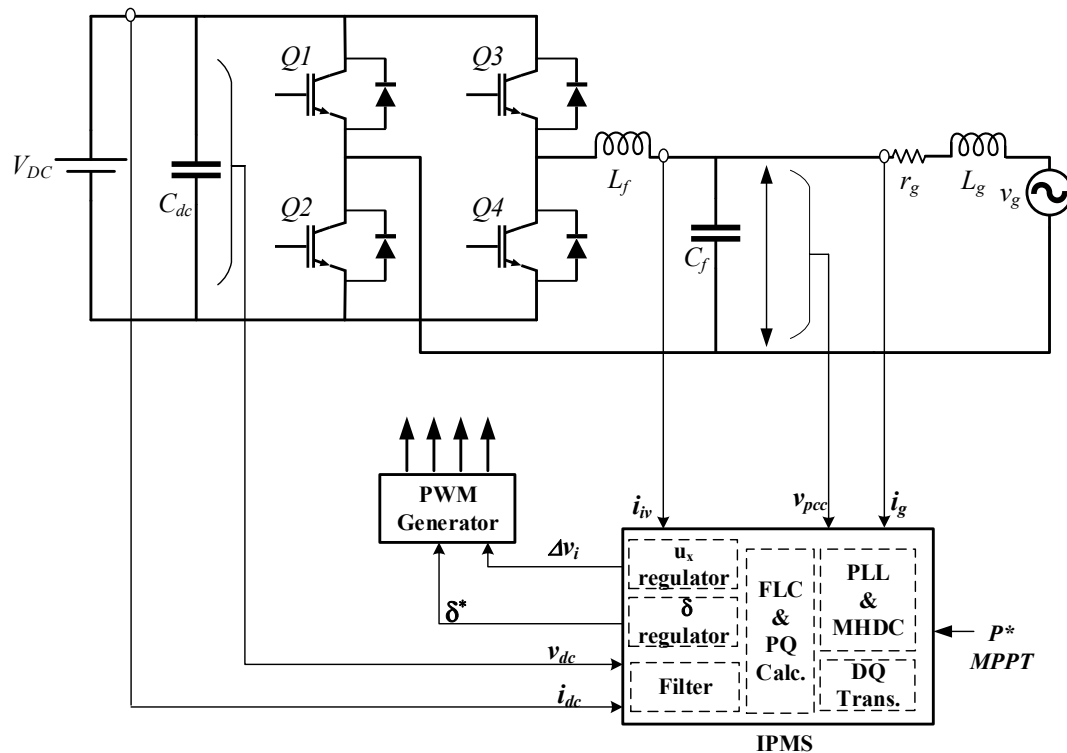 Q1
Q3
V_DC
C_dc
L_f
r_g
L_g
v_g
Q2
Q4
C_f
PWM
Generator
i_iv
v_pcc
i_g
Δv_i
u_x
regulator
δ*
δ
regulator
FLC
&
PQ
Calc.
PLL
&
MHDC
P*
MPPT
v_dc
Filter
DQ
Trans.
i_dc
IPMS